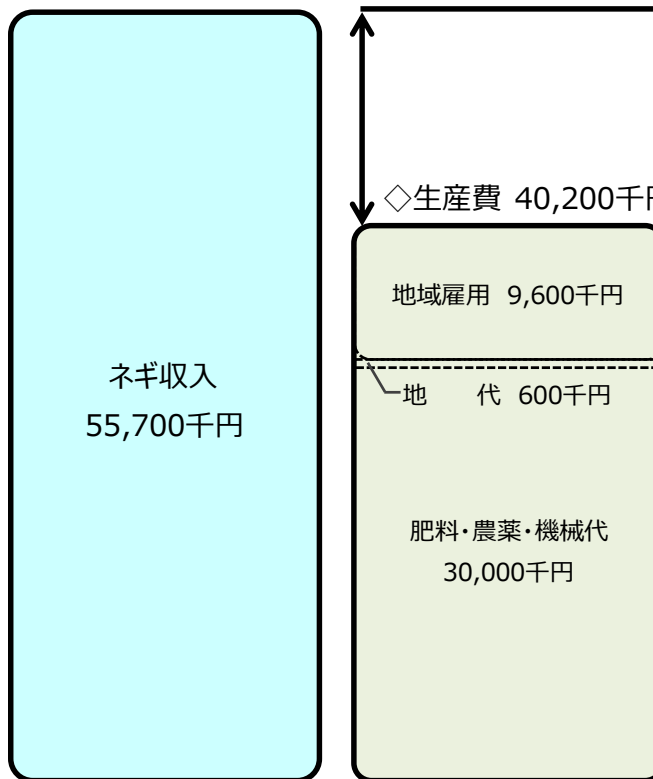 ネギ収入
55,700千円
◇生産費 40,200千円
地域雇用 9,600千円
地　　代 600千円
肥料・農薬・機械代
30,000千円